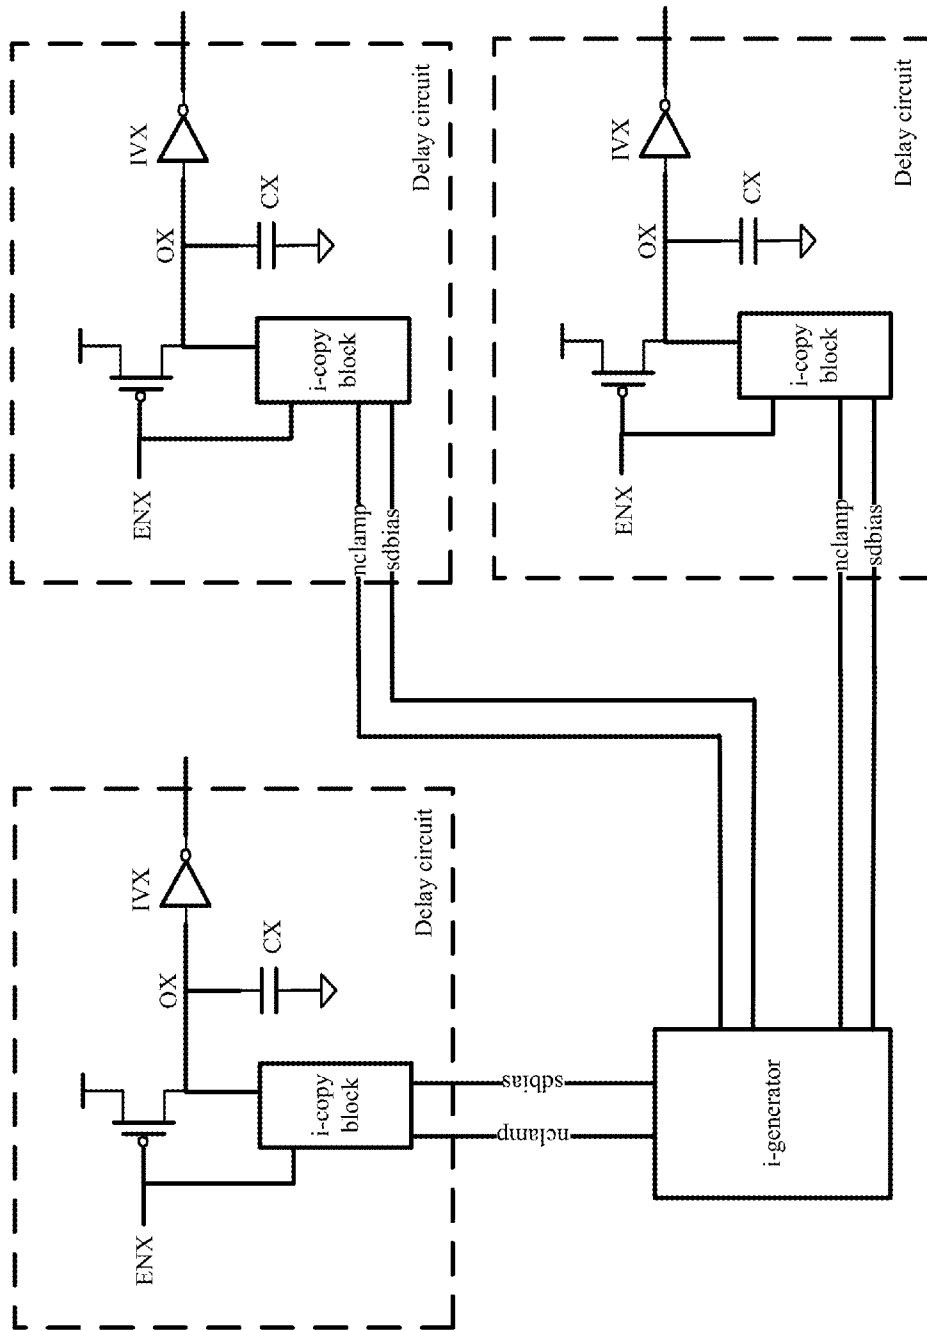 ENX
OX
IVX
i-copy
block
CX
Delay circuit
nclamp
sdbias
ENX
OX
IVX
i-copy
block
CX
nclamp
sdbias
Delay circuit
i-generator
ENX
OX
IVX
i-copy
block
CX
nclamp
sdbias
Delay circuit